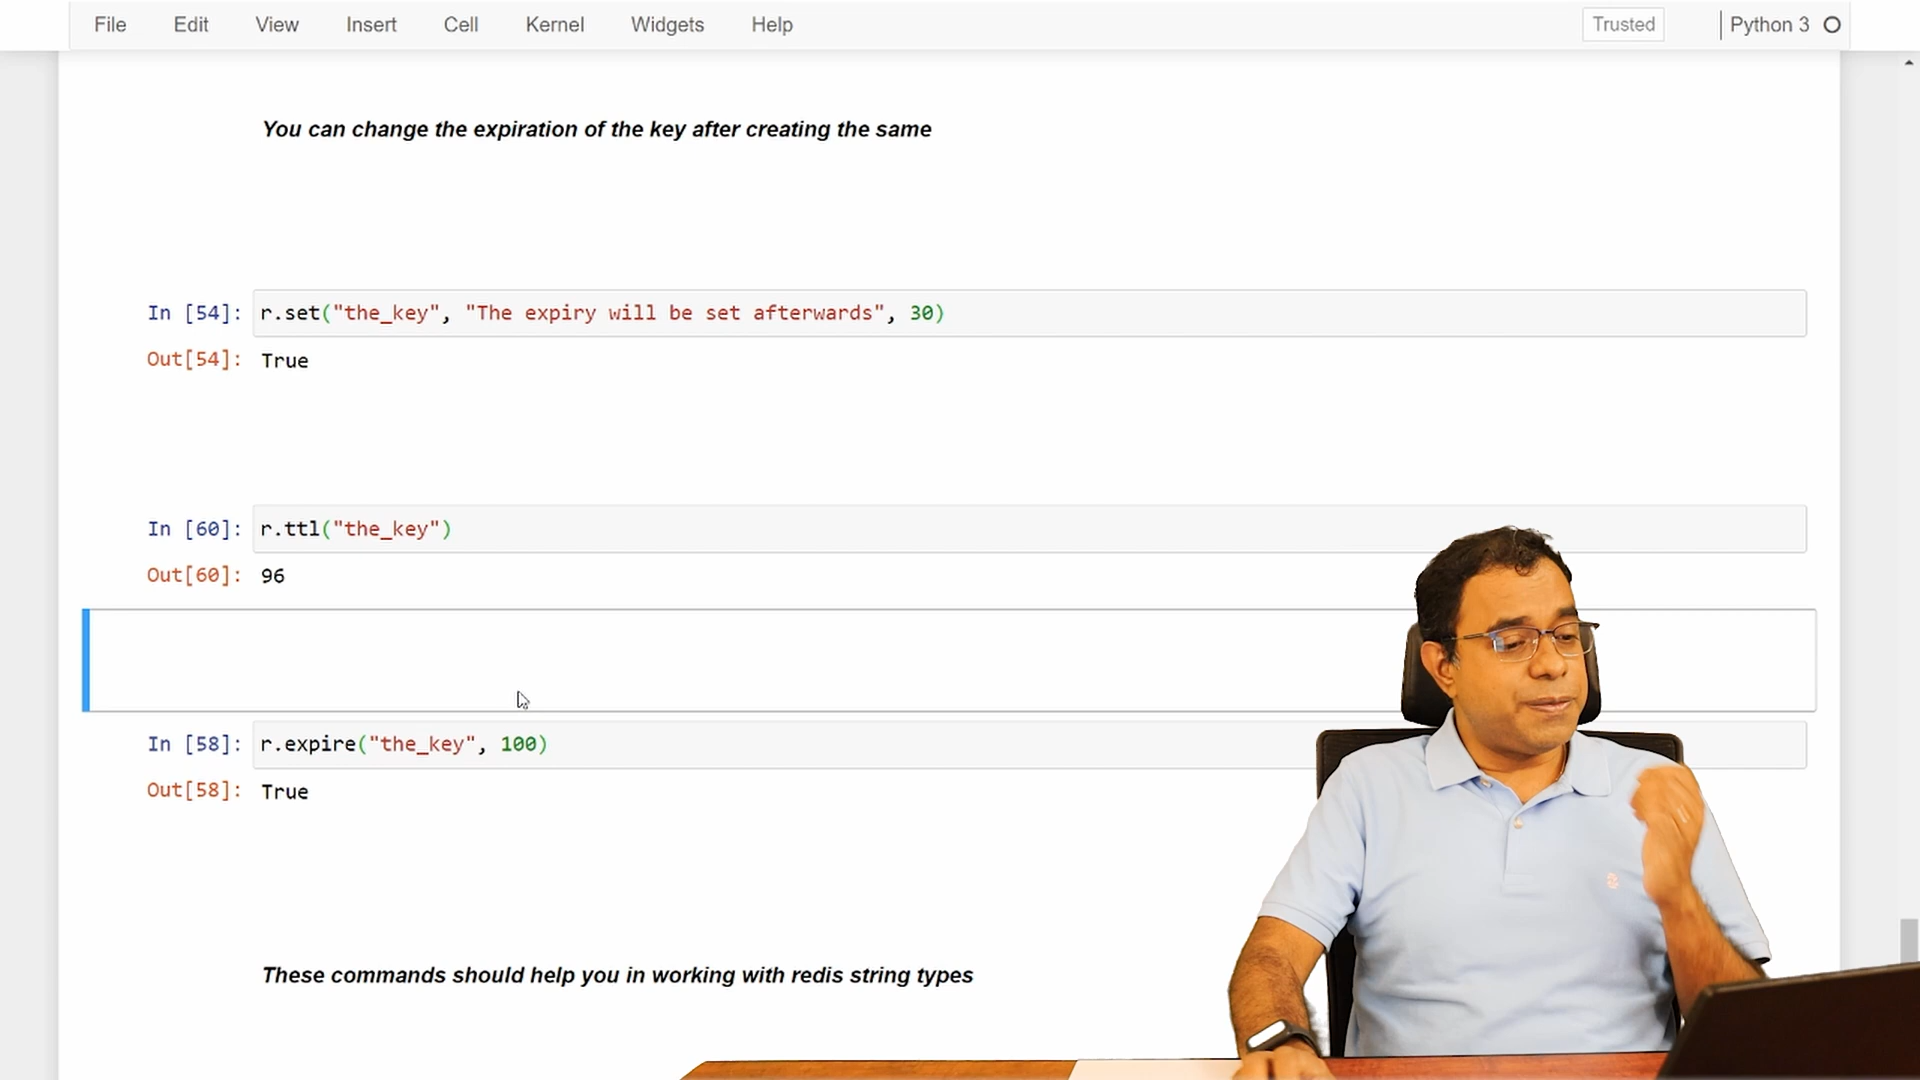 File Edit View Insert Cell Kernel Widgets Help Trusted Python 3
You can change the expiration of the key after creating the same
In [54]: r.set("the_key", "The expiry will be set afterwards", 30)
Out[54]: True
In [60]: r.ttl("the_key")
Out[60]: 96
In [58]: r.expire("the_key", 100)
Out[58]: True
These commands should help you in working with redis string types